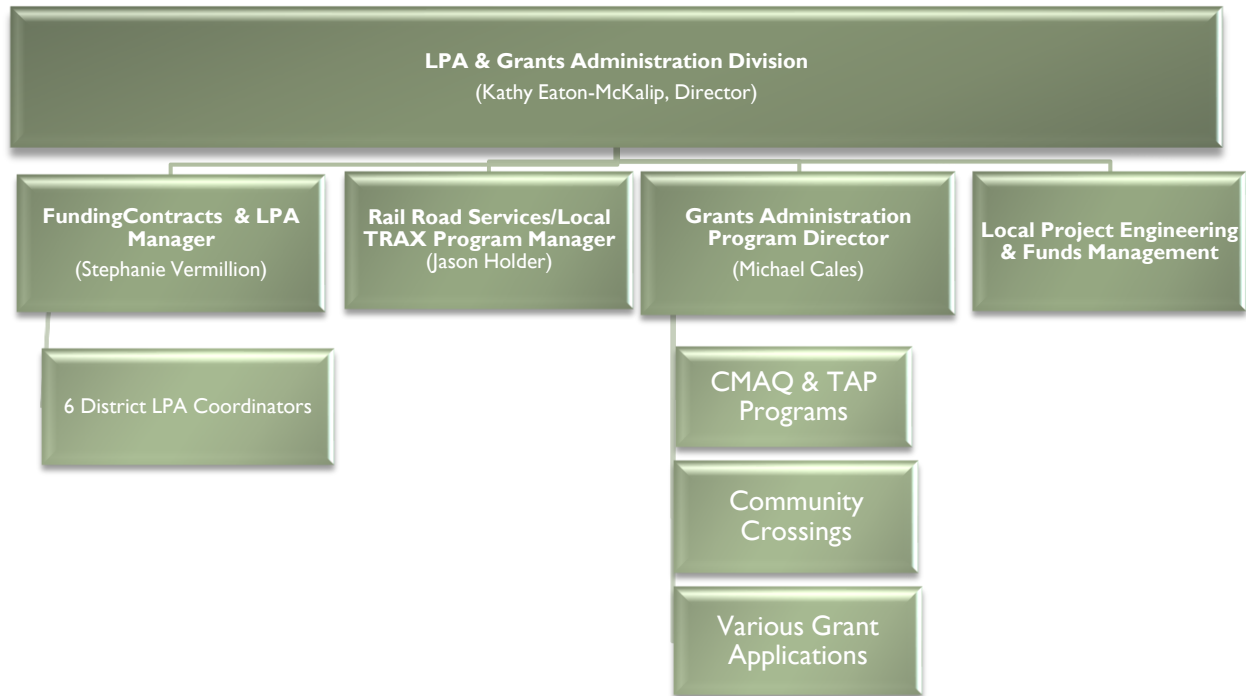 LPA & Grants Administration Division
(Kathy Eaton-McKalip, Director)
FundingContracts & LPA
Manager
(Stephanie Vermillion)
Rail Road Services/Local
TRAX Program Manager
(Jason Holder)
Grants Administration
Program Director
(Michael Cales)
Local Project Engineering
& Funds Management
6 District LPA Coordinators
CMAQ & TAP
Programs
Community
Crossings
Various Grant
Applications